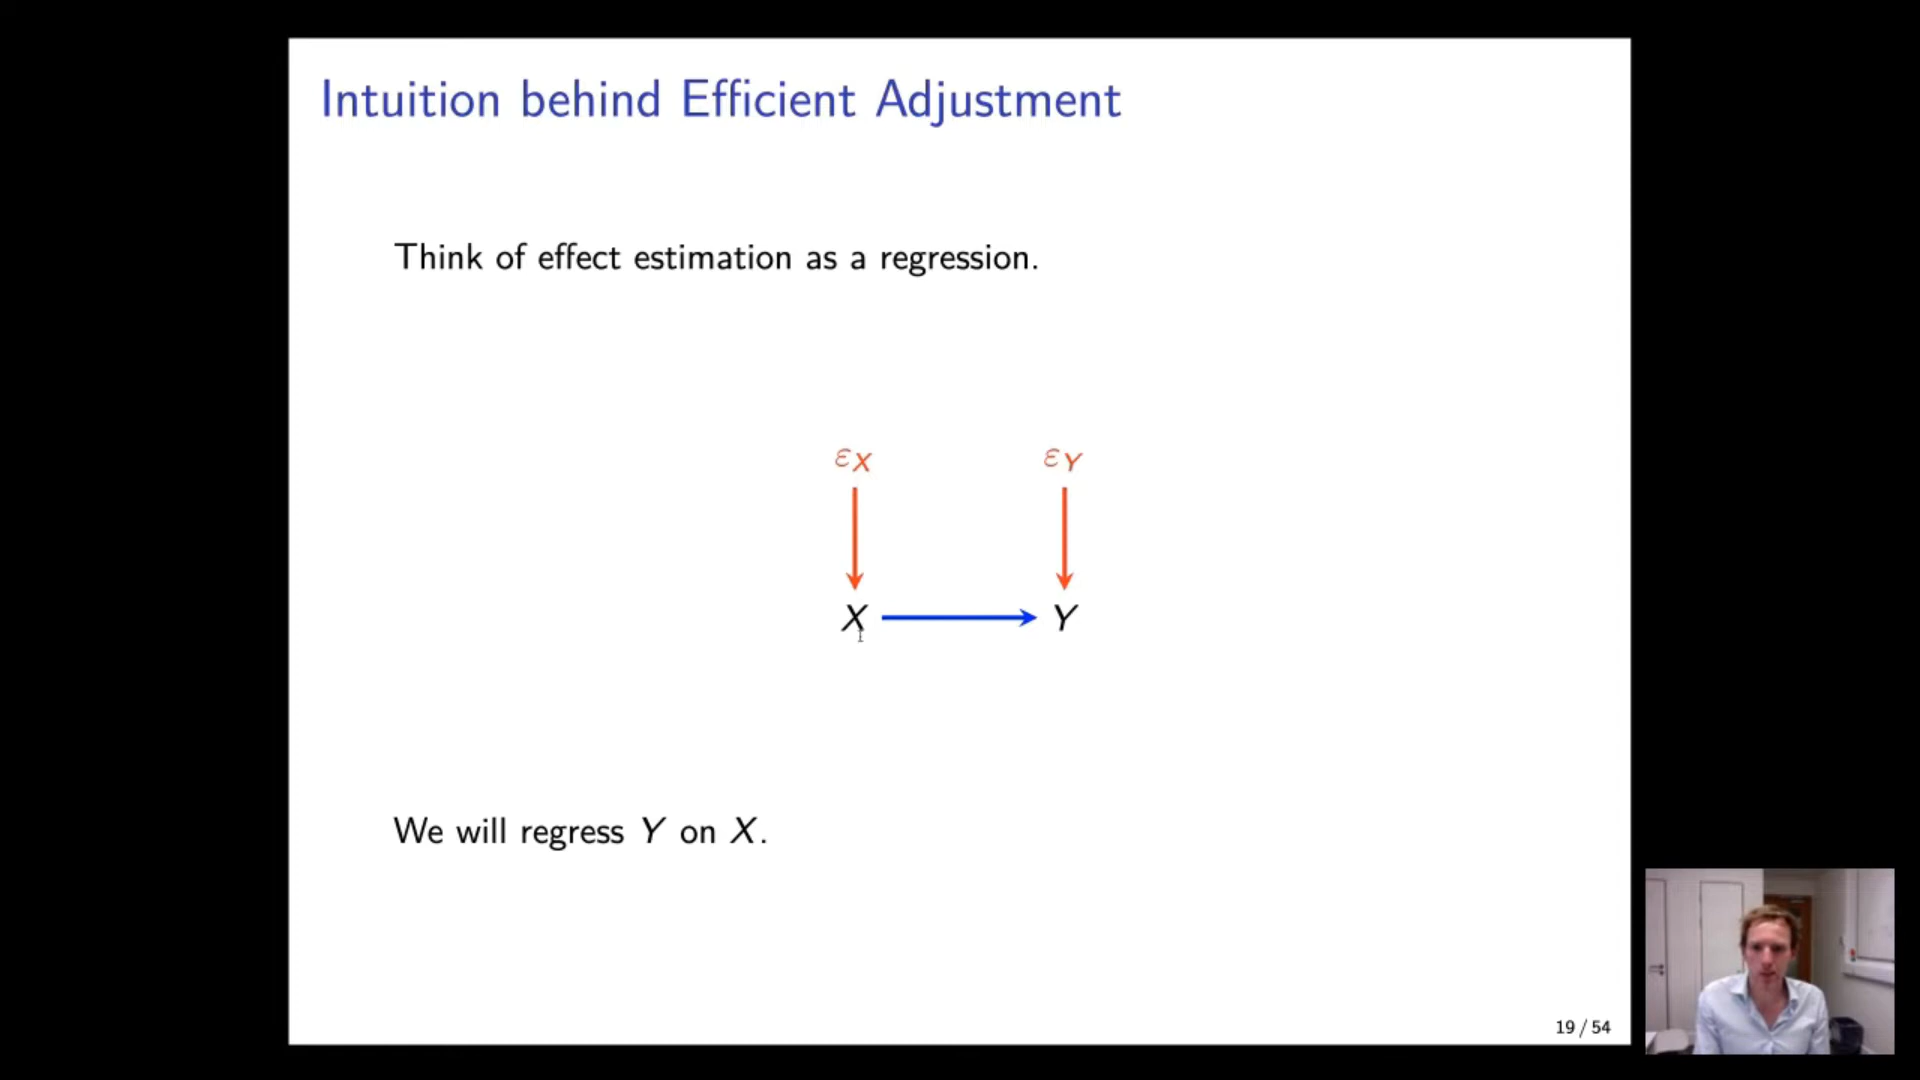 Intuition behind Efficient Adjustment
Think of effect estimation as a regression.
εX εY
X Y
We will regress Y on X.
19 / 54